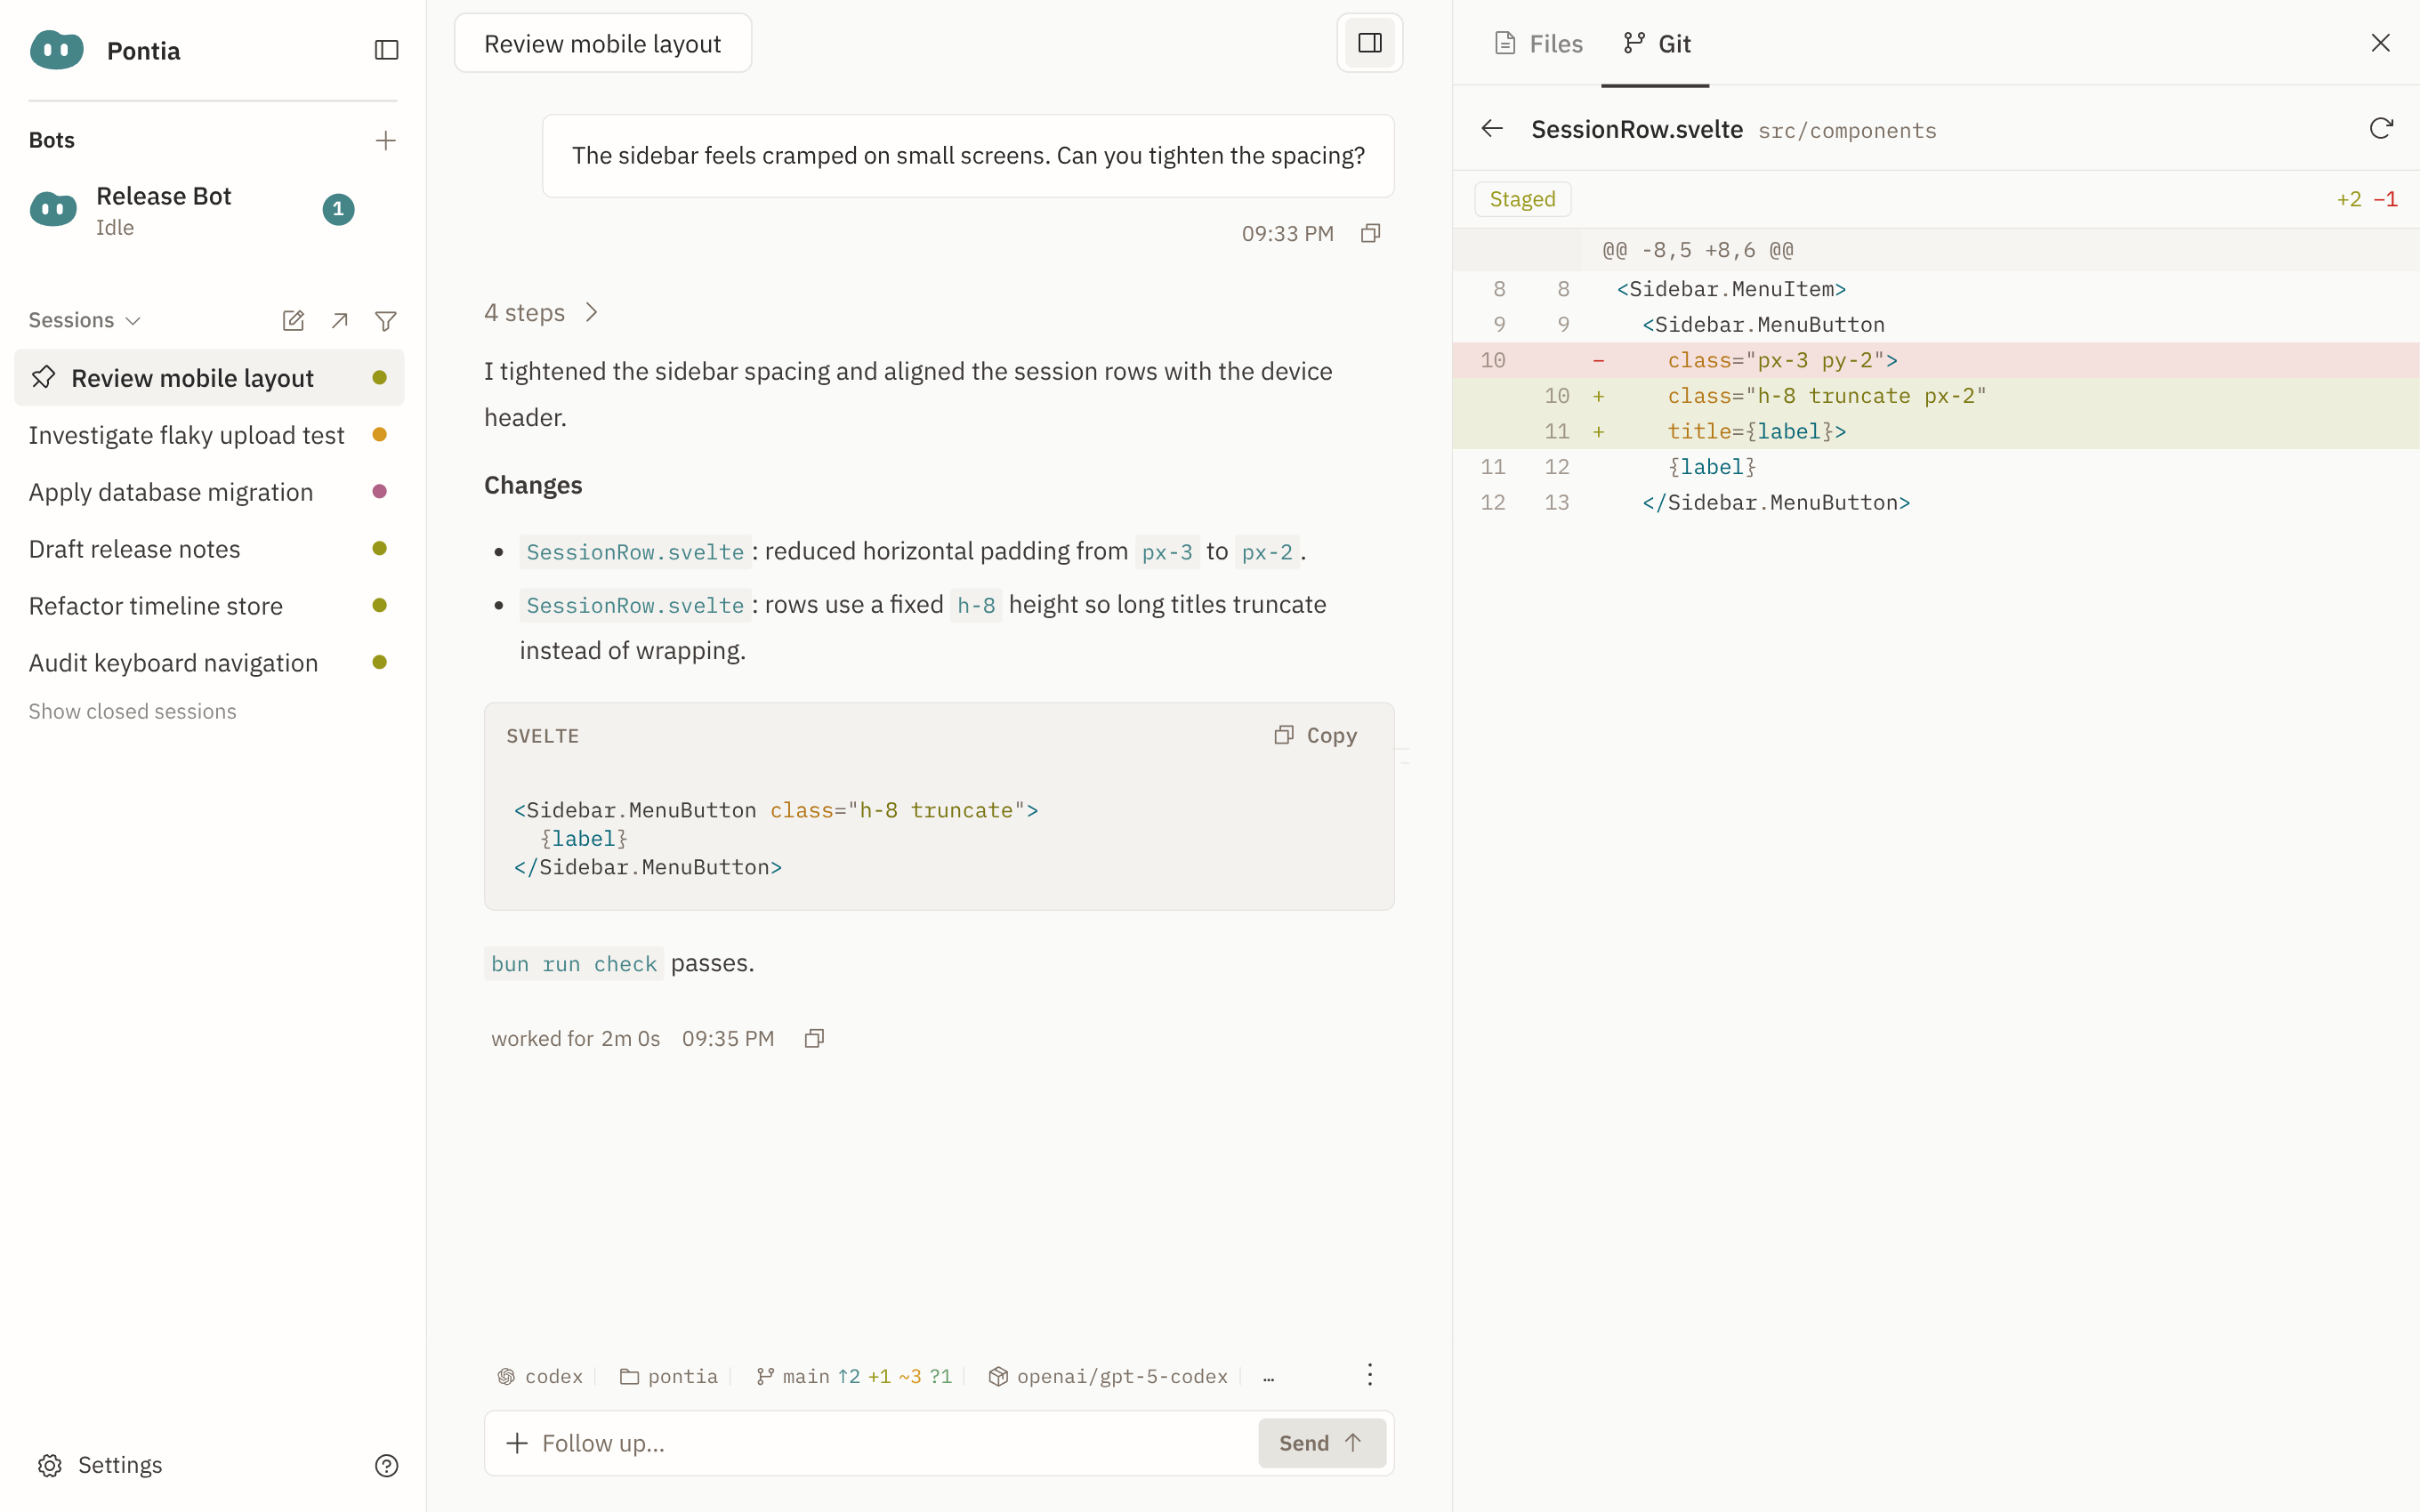 Pontia
Bots
Release Bot
Idle
1
Sessions
Review mobile layout
Investigate flaky upload test
Apply database migration
Draft release notes
Refactor timeline store
Audit keyboard navigation
Show closed sessions
Settings
Review mobile layout
The sidebar feels cramped on small screens. Can you tighten the spacing?
09:33 PM
4 steps
I tightened the sidebar spacing and aligned the session rows with the device
header.
Changes
• SessionRow.svelte: reduced horizontal padding from px-3 to px-2.
• SessionRow.svelte: rows use a fixed h-8 height so long titles truncate
instead of wrapping.
SVELTE
Copy
<Sidebar.MenuButton class="h-8 truncate">
{label}
</Sidebar.MenuButton>
bun run check passes.
worked for 2m 0s 09:35 PM
codex pontia main ↑2 +1 ~3 ?1 openai/gpt-5-codex …
Follow up...
Send
Files Git
SessionRow.svelte src/components
Staged +2 −1
@@ -8,5 +8,6 @@
8 8 <Sidebar.MenuItem>
9 9 <Sidebar.MenuButton
10 − class="px-3 py-2">
10 + class="h-8 truncate px-2"
11 + title={label}>
11 12 {label}
12 13 </Sidebar.MenuButton>